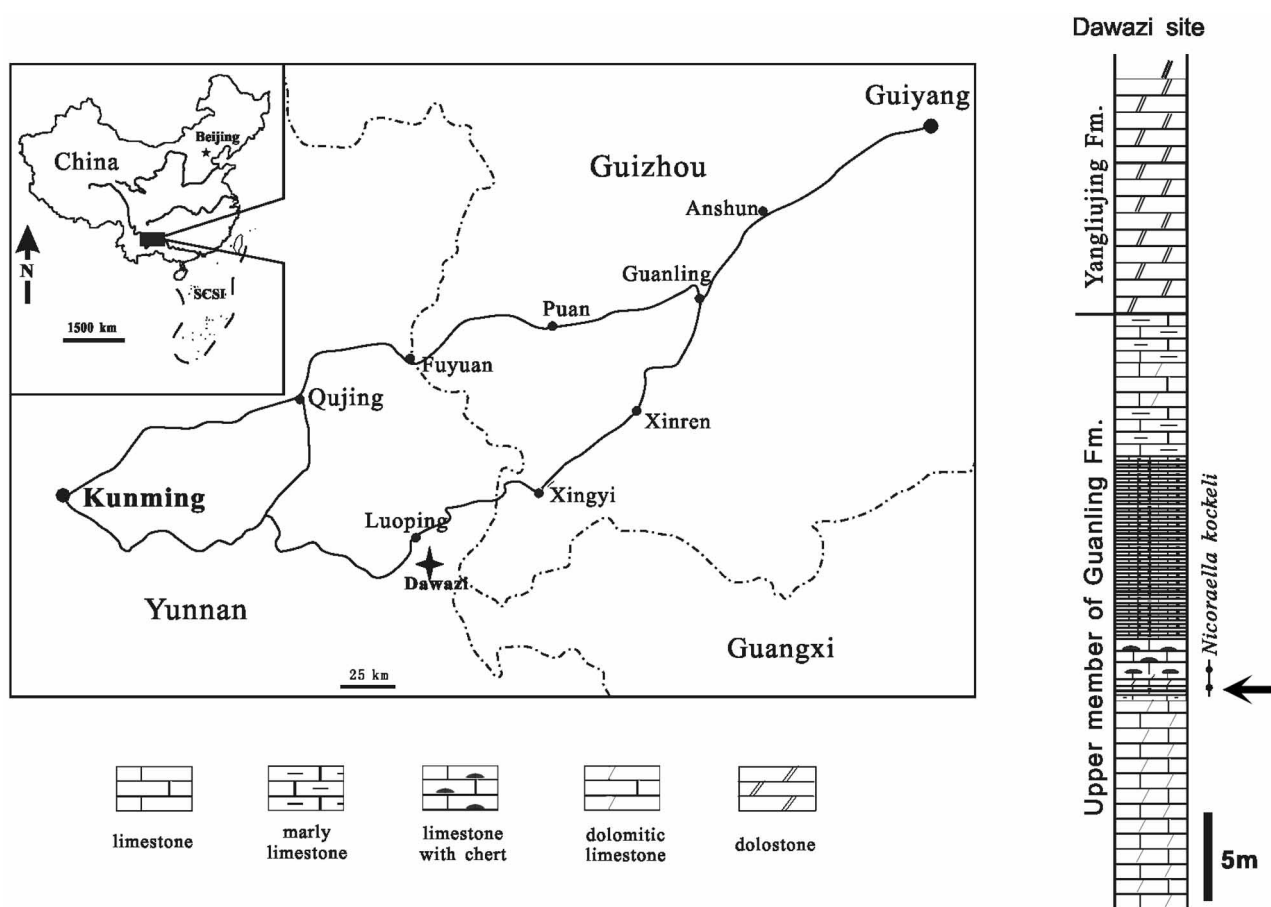 Dawazi site
Guiyang
Beijing
China
Guizhou
Anshun
Guanling
N
SCSI
Puan
1500 km
Fuyuan
Qujing
Xinren
Kunming
Xingyi
Luoping
Dawazi
Yunnan
Guangxi
25 km
Yangliujing Fm.
Upper member of Guanling Fm.
Nicoraella kockeli
5m
limestone
marly
limestone
limestone
with chert
dolomitic
limestone
dolostone